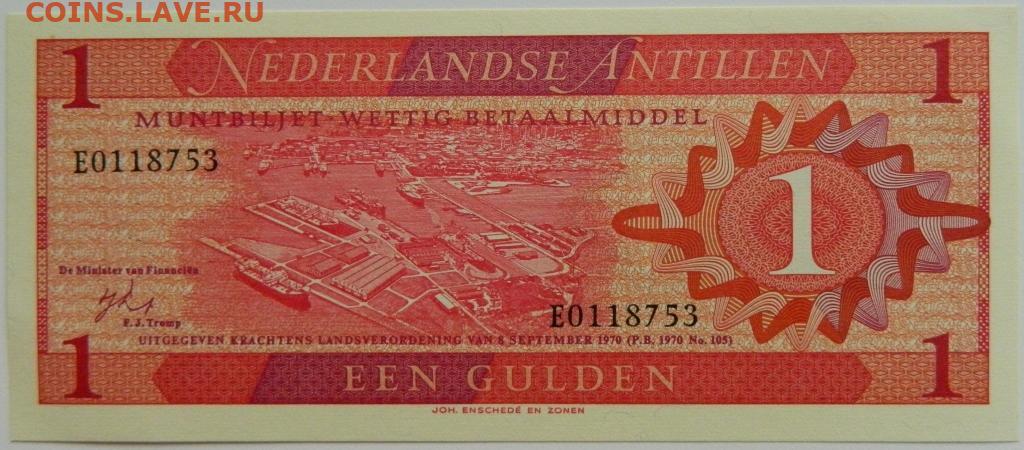 COINS.LAVE.RU
1 NEDERLANDSE ANTILLEN 1
MUNTBILJET-WETTIG BETAALMIDDEL
E0118753
1
De Minister van Financiën
F. J. Tromp
E0118753
UITGEGEVEN KRACHTENS LANDSVERORDENING VAN 8 SEPTEMBER 1970 (P.B. 1970 No. 105)
1 EEN GULDEN 1
JOH. ENSCHEDÉ EN ZONEN